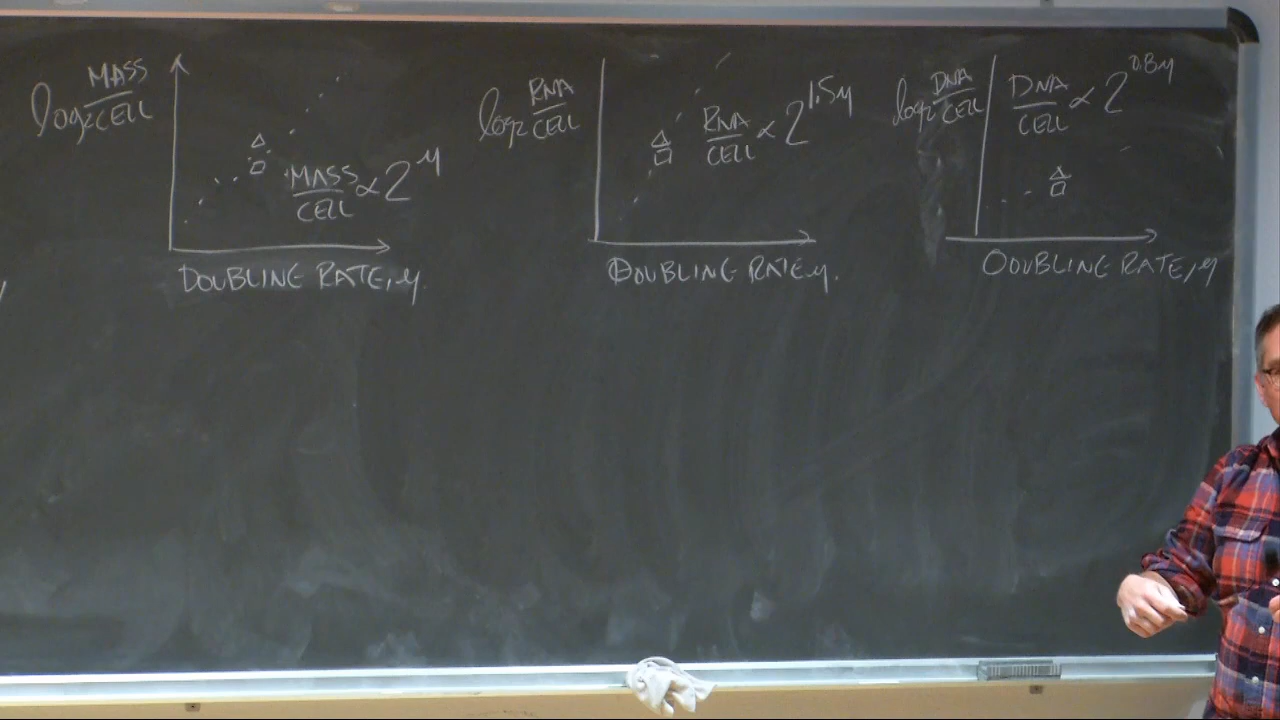 log₂ MASS/CELL
MASS/CELL ∝ 2^μ
DOUBLING RATE, μ.
log₂ RNA/CELL
RNA/CELL ∝ 2^1.5μ
DOUBLING RATE μ.
log₂ DNA/CELL
DNA/CELL ∝ 2^0.8μ
DOUBLING RATE, μ